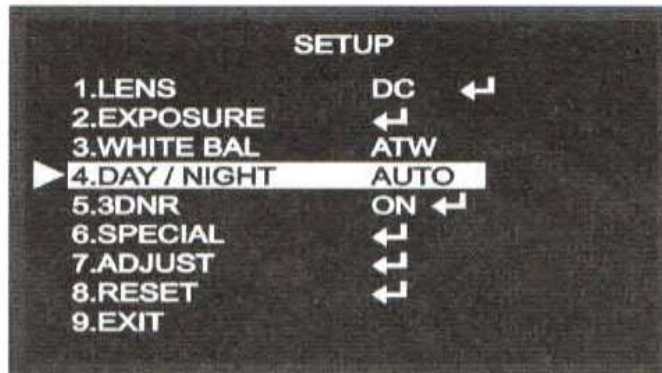 SETUP
1.LENS DC ↵
2.EXPOSURE ↵
3.WHITE BAL ATW
4.DAY / NIGHT AUTO
5.3DNR ON ↵
6.SPECIAL ↵
7.ADJUST ↵
8.RESET ↵
9.EXIT